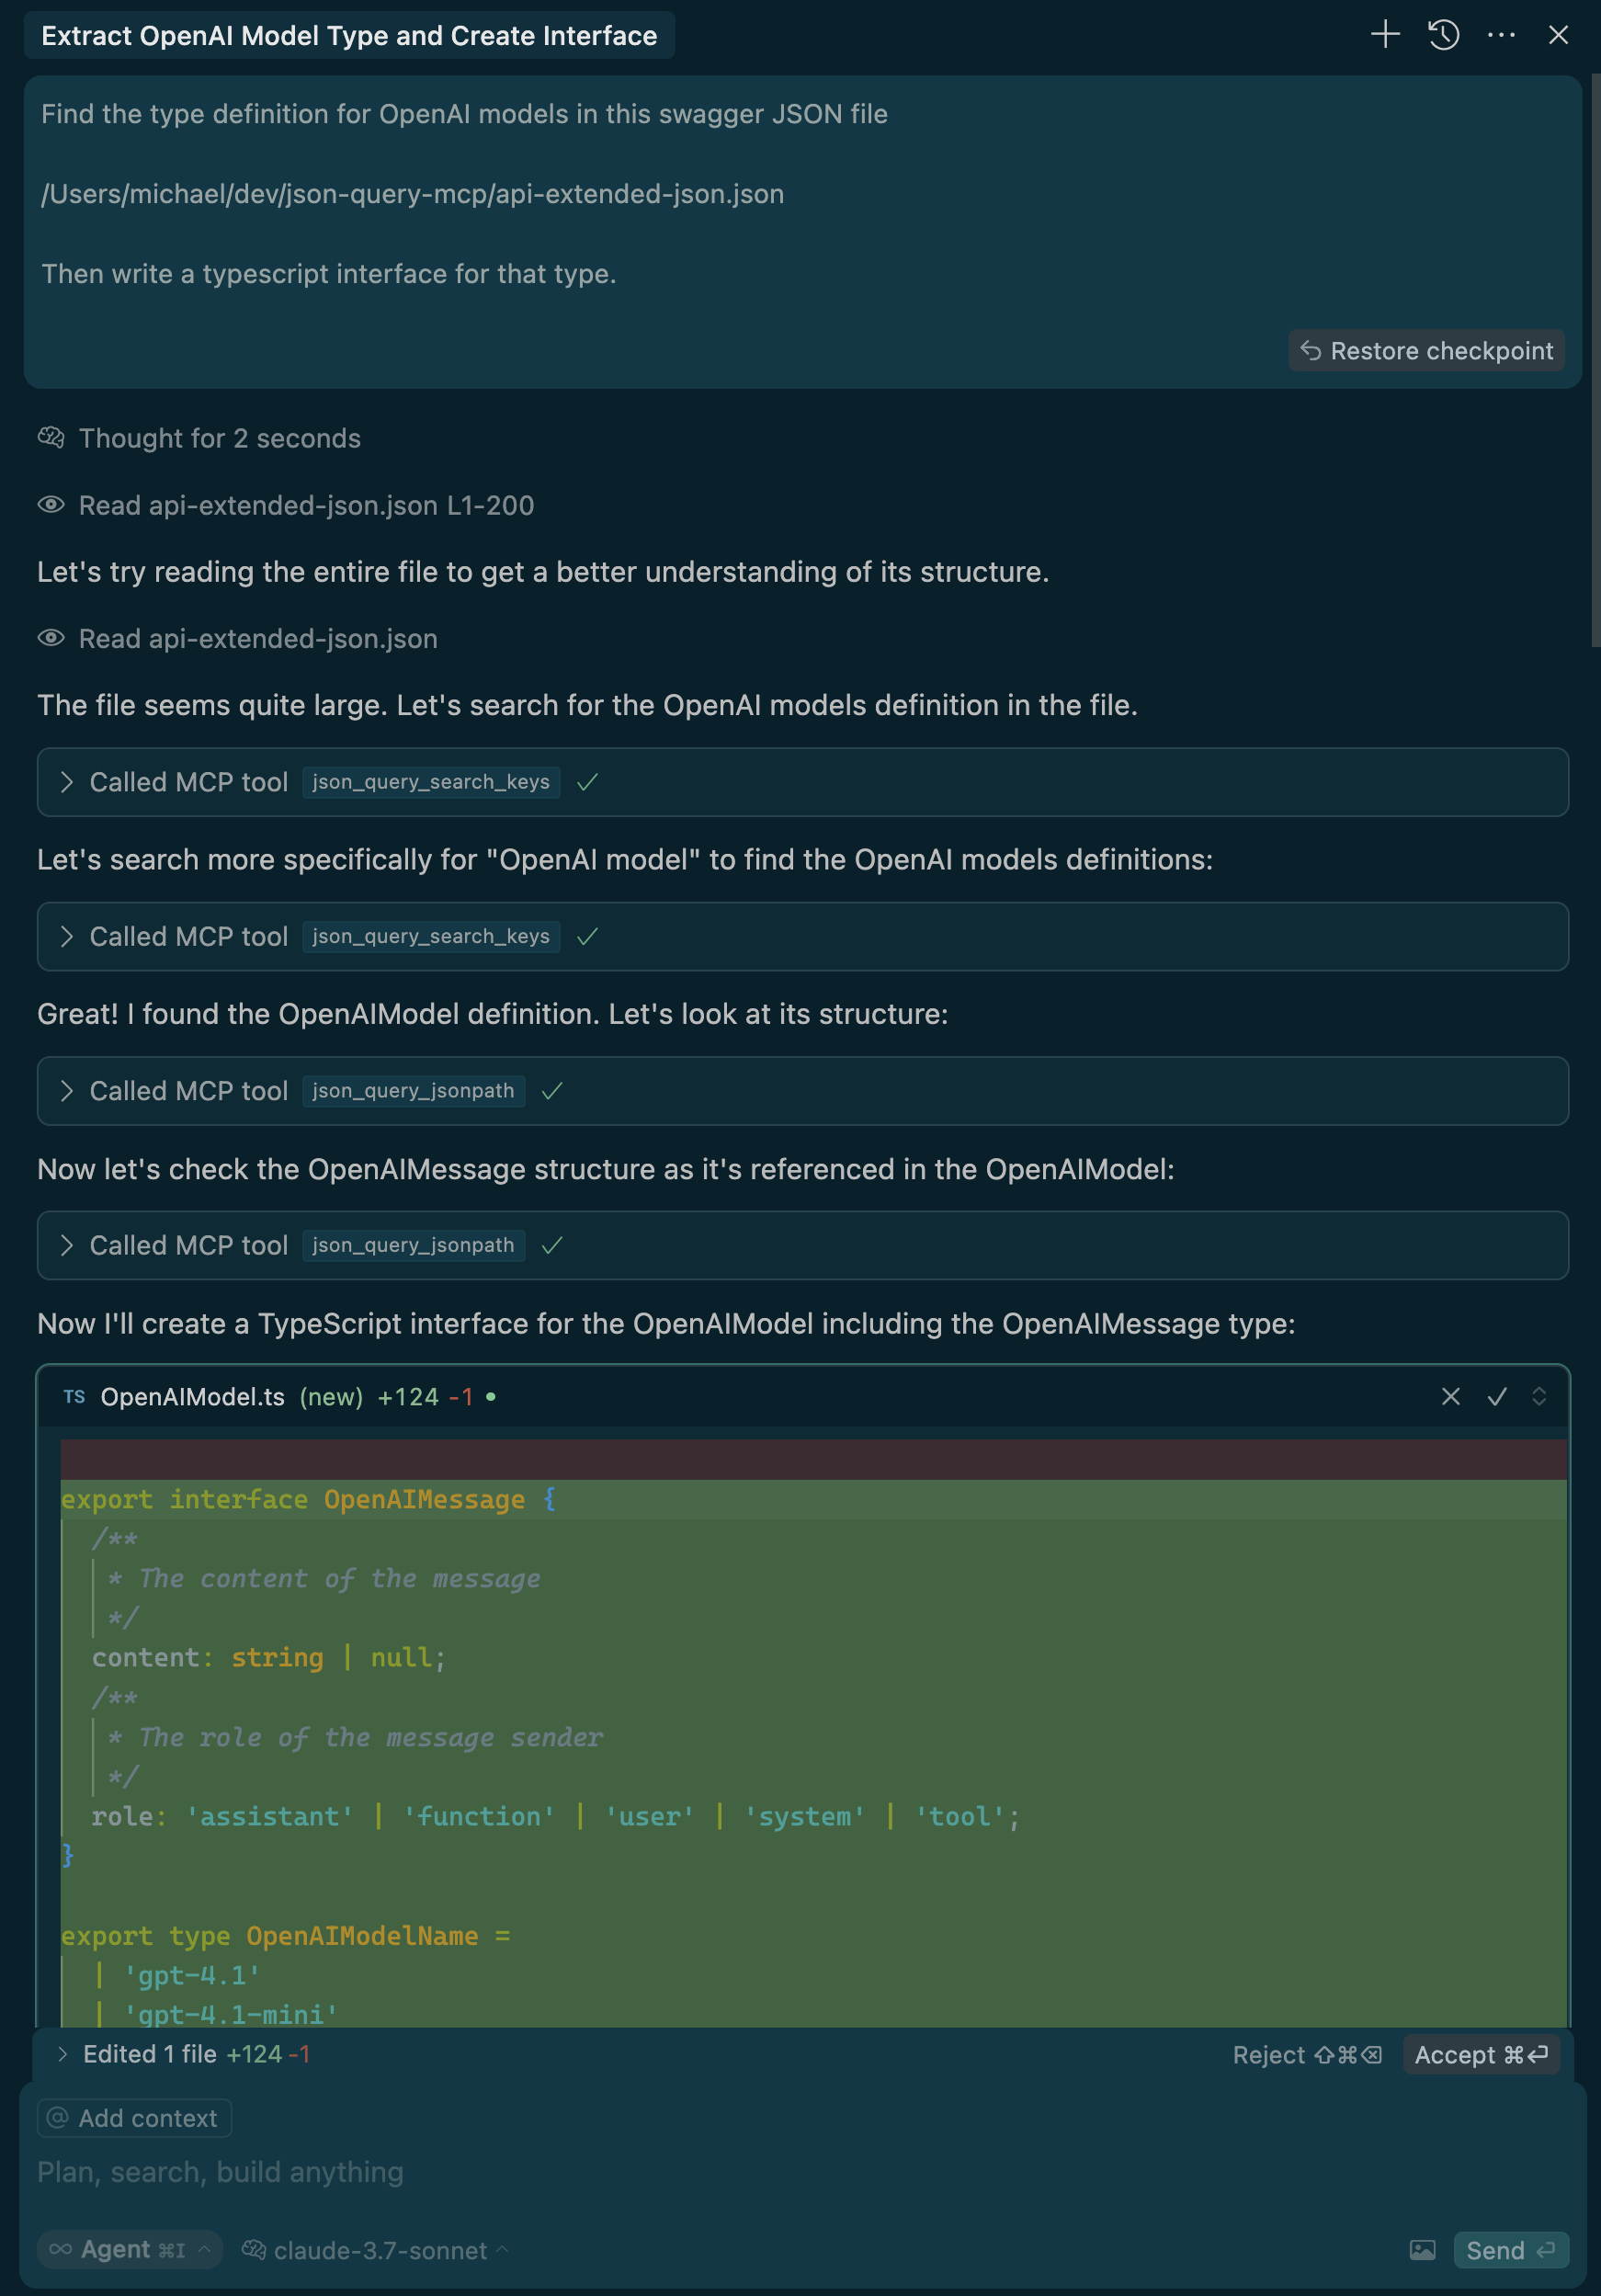 Extract OpenAI Model Type and Create Interface
Find the type definition for OpenAI models in this swagger JSON file
/Users/michael/dev/json-query-mcp/api-extended-json.json
Then write a typescript interface for that type.
Restore checkpoint
Thought for 2 seconds
Read api-extended-json.json L1-200
Let's try reading the entire file to get a better understanding of its structure.
Read api-extended-json.json
The file seems quite large. Let's search for the OpenAI models definition in the file.
Called MCP tool json_query_search_keys ✓
Let's search more specifically for "OpenAI model" to find the OpenAI models definitions:
Called MCP tool json_query_search_keys ✓
Great! I found the OpenAIModel definition. Let's look at its structure:
Called MCP tool json_query_jsonpath ✓
Now let's check the OpenAIMessage structure as it's referenced in the OpenAIModel:
Called MCP tool json_query_jsonpath ✓
Now I'll create a TypeScript interface for the OpenAIModel including the OpenAIMessage type:
TS OpenAIModel.ts (new) +124 -1 •
export interface OpenAIMessage {
/**
* The content of the message
*/
content: string | null;
/**
* The role of the message sender
*/
role: 'assistant' | 'function' | 'user' | 'system' | 'tool';
}
export type OpenAIModelName =
| 'gpt-4.1'
| 'gpt-4.1-mini'
Edited 1 file +124 -1
Reject ⇧⌘⌫ Accept ⌘⏎
@ Add context
Plan, search, build anything
∞ Agent ⌘I claude-3.7-sonnet Send ⏎